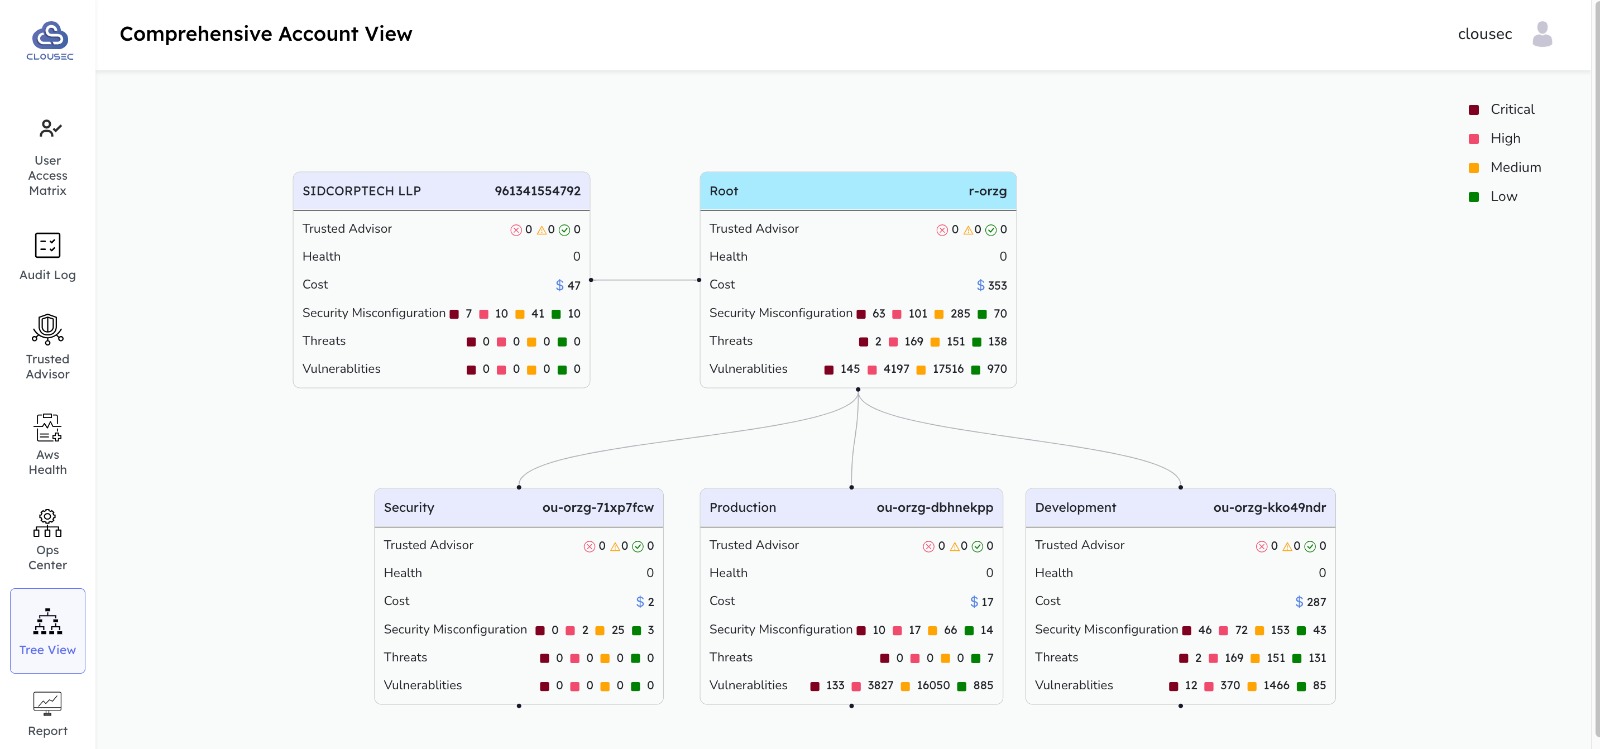 CLOUSEC
Comprehensive Account View
clousec
User
Access
Matrix
Audit Log
Trusted
Advisor
Aws
Health
Ops
Center
Tree View
Report
Critical
High
Medium
Low
SIDCORPTECH LLP 961341554792
Trusted Advisor 0 0 0
Health 0
Cost $ 47
Security Misconfiguration 7 10 41 10
Threats 0 0 0 0
Vulnerablities 0 0 0 0
Root r-orzg
Trusted Advisor 0 0 0
Health 0
Cost $ 353
Security Misconfiguration 63 101 285 70
Threats 2 169 151 138
Vulnerablities 145 4197 17516 970
Security ou-orzg-71xp7fcw
Trusted Advisor 0 0 0
Health 0
Cost $ 2
Security Misconfiguration 0 2 25 3
Threats 0 0 0 0
Vulnerablities 0 0 0 0
Production ou-orzg-dbhnekpp
Trusted Advisor 0 0 0
Health 0
Cost $ 17
Security Misconfiguration 10 17 66 14
Threats 0 0 0 7
Vulnerablities 133 3827 16050 885
Development ou-orzg-kko49ndr
Trusted Advisor 0 0 0
Health 0
Cost $ 287
Security Misconfiguration 46 72 153 43
Threats 2 169 151 131
Vulnerablities 12 370 1466 85